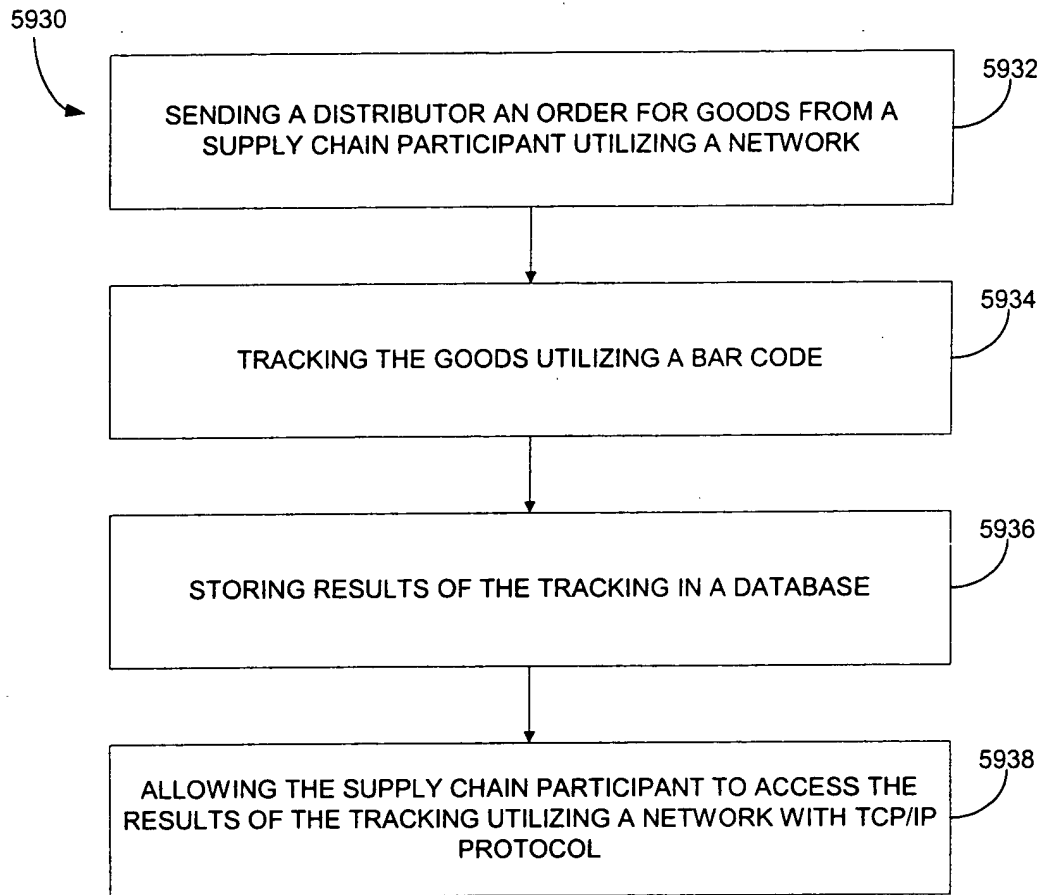 5930
5932
SENDING A DISTRIBUTOR AN ORDER FOR GOODS FROM A
SUPPLY CHAIN PARTICIPANT UTILIZING A NETWORK
5934
TRACKING THE GOODS UTILIZING A BAR CODE
5936
STORING RESULTS OF THE TRACKING IN A DATABASE
5938
ALLOWING THE SUPPLY CHAIN PARTICIPANT TO ACCESS THE
RESULTS OF THE TRACKING UTILIZING A NETWORK WITH TCP/IP
PROTOCOL